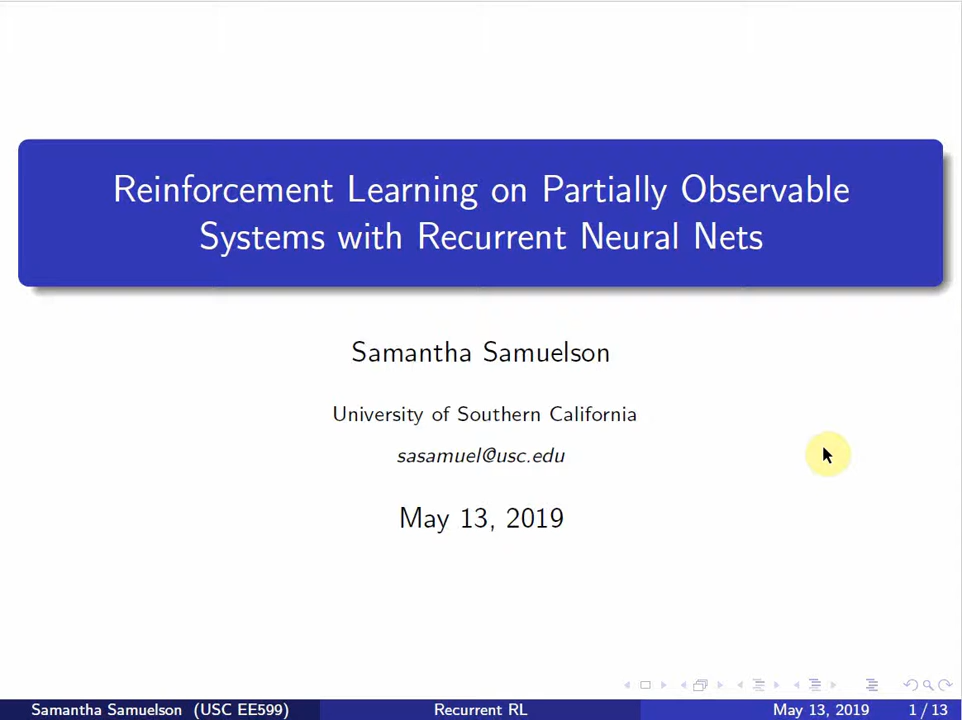 Reinforcement Learning on Partially Observable
Systems with Recurrent Neural Nets
Samantha Samuelson
University of Southern California
sasamuel@usc.edu
May 13, 2019
Samantha Samuelson (USC EE599) Recurrent RL May 13, 2019 1 / 13